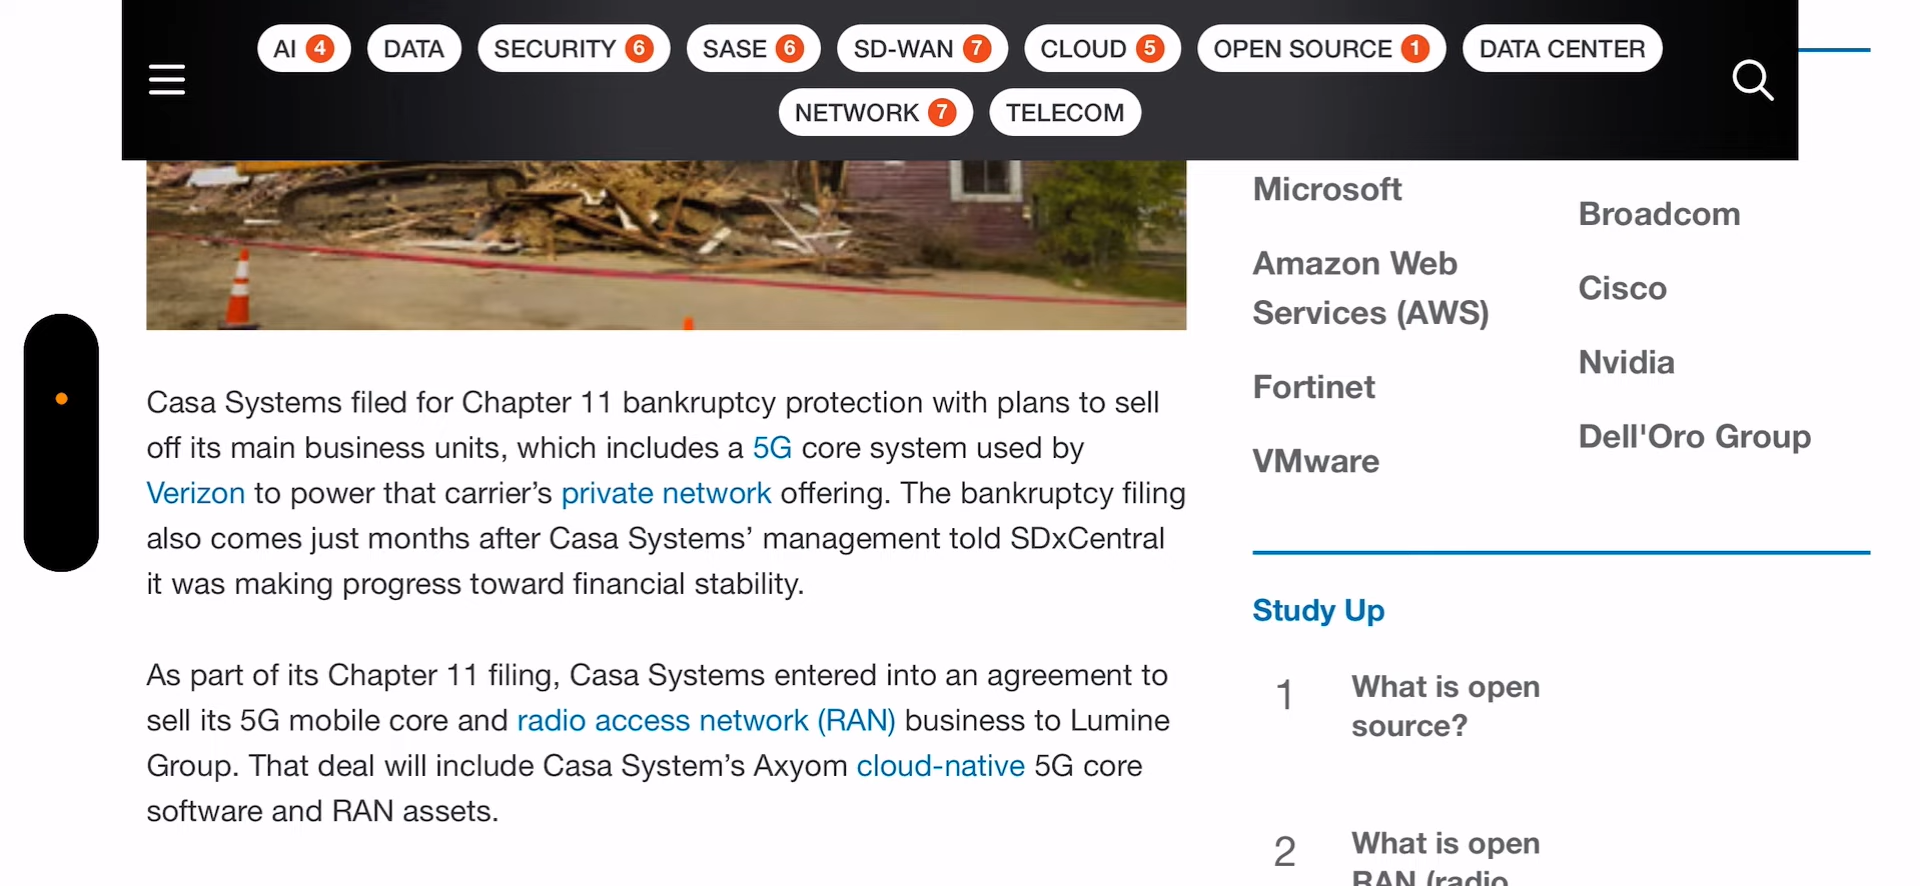 AI 4
DATA
SECURITY 6
SASE 6
SD-WAN 7
CLOUD 5
OPEN SOURCE 1
DATA CENTER
NETWORK 7
TELECOM
Casa Systems filed for Chapter 11 bankruptcy protection with plans to sell
off its main business units, which includes a 5G core system used by
Verizon to power that carrier’s private network offering. The bankruptcy filing
also comes just months after Casa Systems’ management told SDxCentral
it was making progress toward financial stability.
As part of its Chapter 11 filing, Casa Systems entered into an agreement to
sell its 5G mobile core and radio access network (RAN) business to Lumine
Group. That deal will include Casa System’s Axyom cloud-native 5G core
software and RAN assets.
Microsoft
Amazon Web
Services (AWS)
Fortinet
VMware
Broadcom
Cisco
Nvidia
Dell'Oro Group
Study Up
1 What is open
source?
2 What is open
RAN (radio